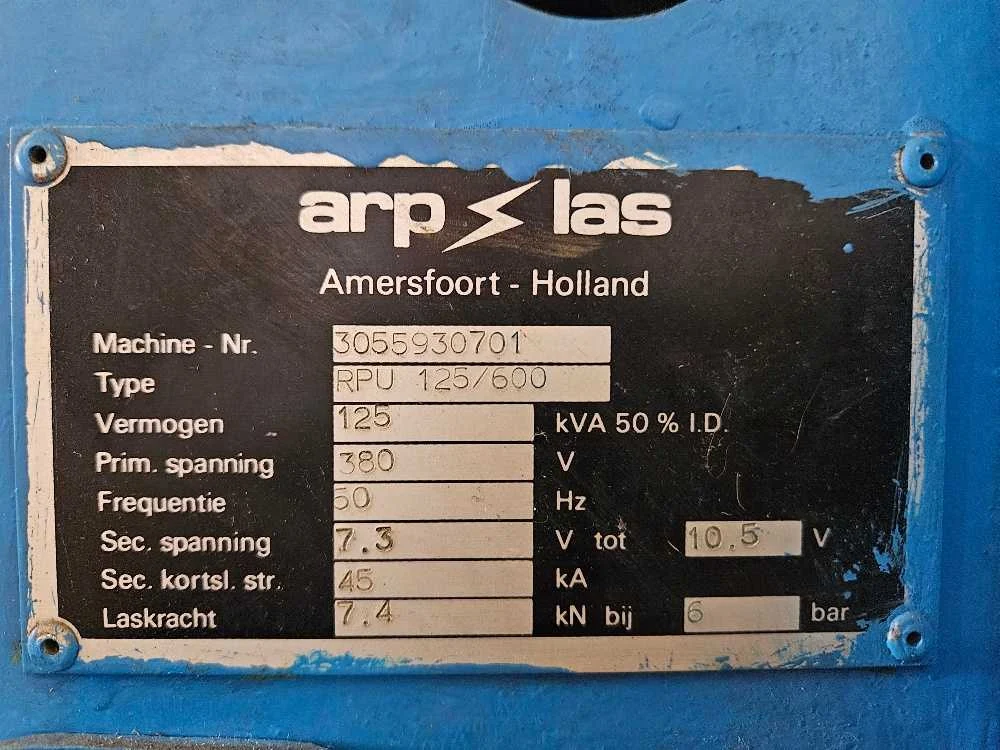 arp las
Amersfoort - Holland
Machine - Nr. 3055930701
Type RPU 125/600
Vermogen 125 kVA 50 % I.D.
Prim. spanning 380 V
Frequentie 50 Hz
Sec. spanning 7.3 V tot 10.5 V
Sec. kortsl. str. 45 kA
Laskracht 7.4 kN bij 6 bar